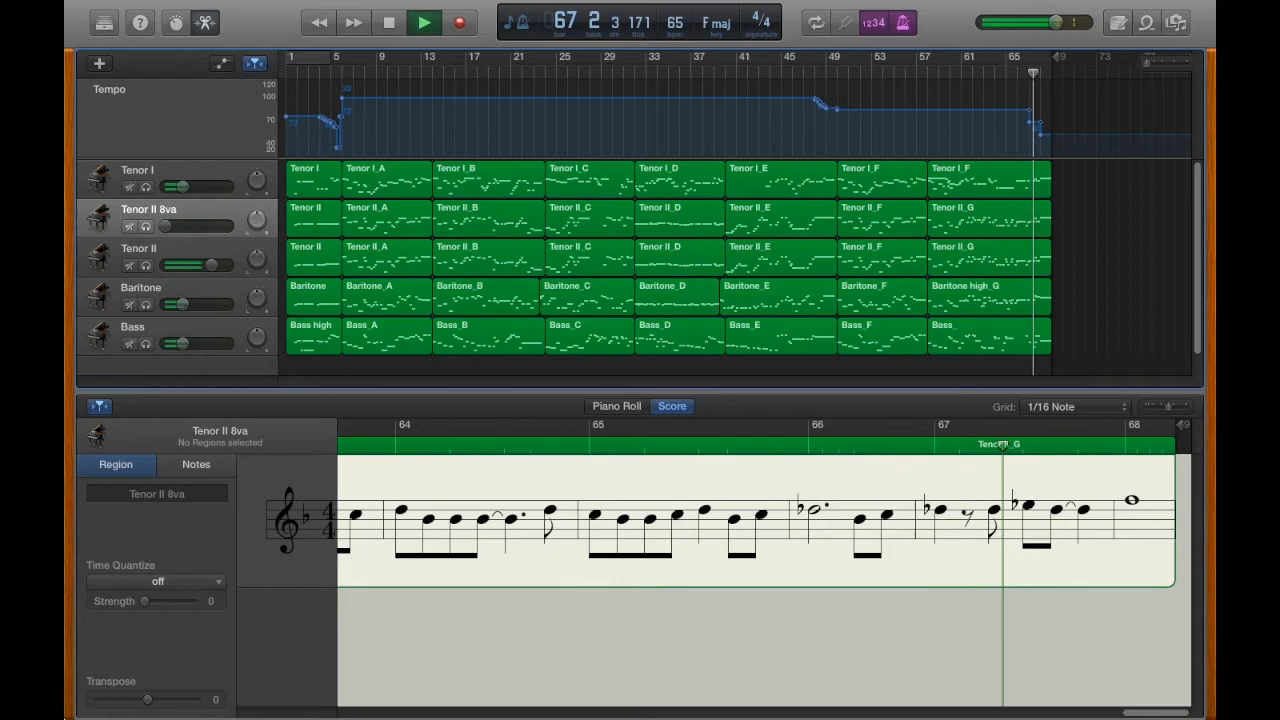 67 2 3 171 65 F maj 4/4
bar beat div tick bpm key signature
1234
1 5 9 13 17 21 25 29 33 37 41 45 49 53 57 61 65 69 73
Tempo 120
100
70
40
20
32
72 72
Tenor I
Tenor I Tenor I_A Tenor I_B Tenor I_C Tenor I_D Tenor I_E Tenor I_F Tenor I_F
Tenor II 8va
Tenor II Tenor II_A Tenor II_B Tenor II_C Tenor II_D Tenor II_E Tenor II_F Tenor II_G
Tenor II
Tenor II Tenor II_A Tenor II_B Tenor II_C Tenor II_D Tenor II_E Tenor II_F Tenor II_G
Baritone
Baritone Baritone_A Baritone_B Baritone_C Baritone_D Baritone_E Baritone_F Baritone high_G
Bass
Bass high Bass_A Bass_B Bass_C Bass_D Bass_E Bass_F Bass_
Piano Roll Score Grid: 1/16 Note
Tenor II 8va
No Regions selected
64 65 66 67 68
Region Notes
Tenor II 8va
Time Quantize
off
Strength 0
Transpose
0